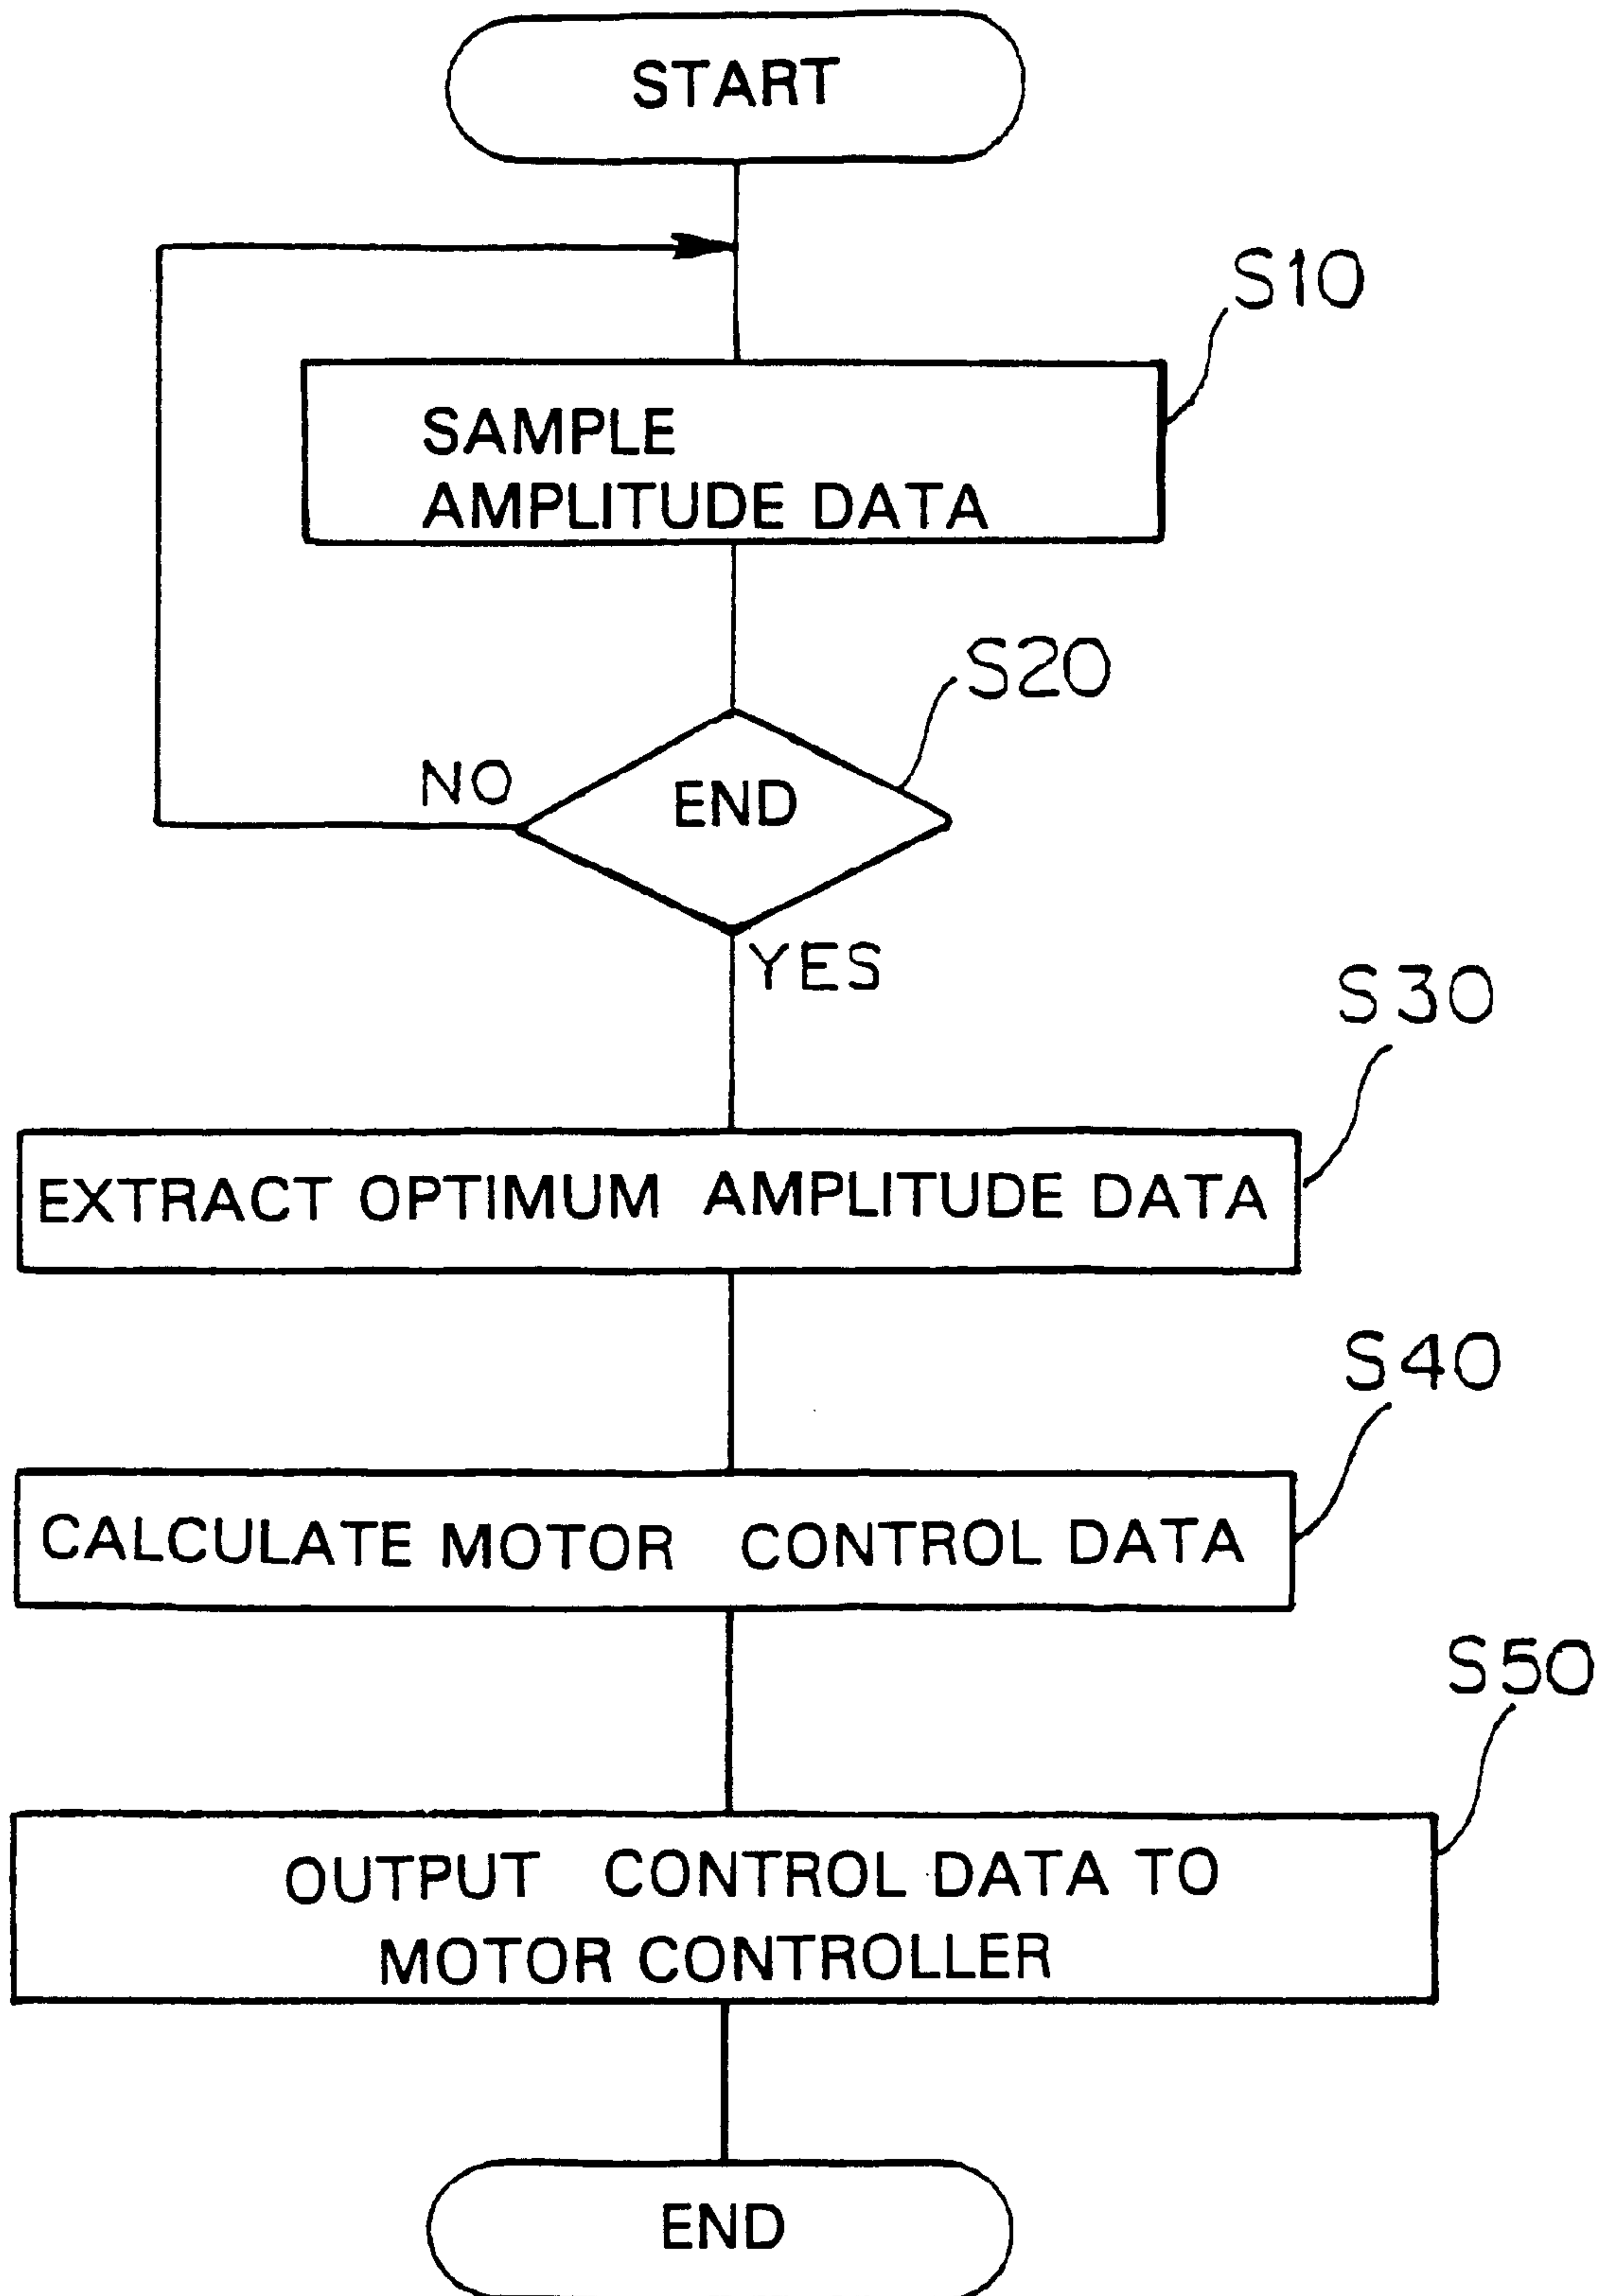 START
S10
SAMPLE
AMPLITUDE DATA
S20
NO
END
YES
S30
EXTRACT OPTIMUM AMPLITUDE DATA
S40
CALCULATE MOTOR CONTROL DATA
S50
OUTPUT CONTROL DATA TO
MOTOR CONTROLLER
END